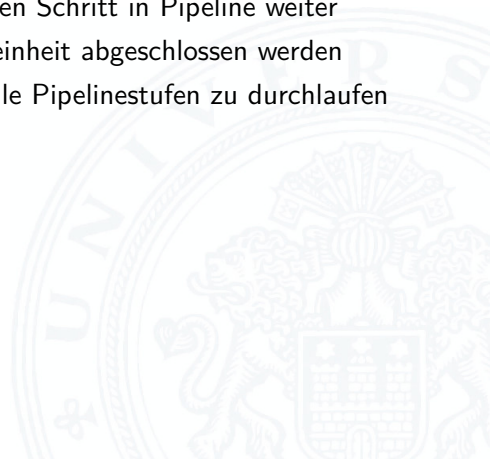 en Schritt in Pipeline weiter
einheit abgeschlossen werden
le Pipelinestufen zu durchlaufen
U N I V E R S